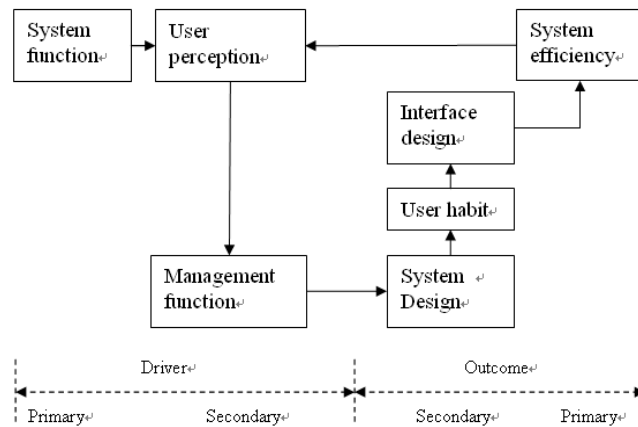 System
function
User
perception
System
efficiency
Interface
design
User habit
Management
function
System
Design
Driver
Outcome
Primary
Secondary
Secondary
Primary